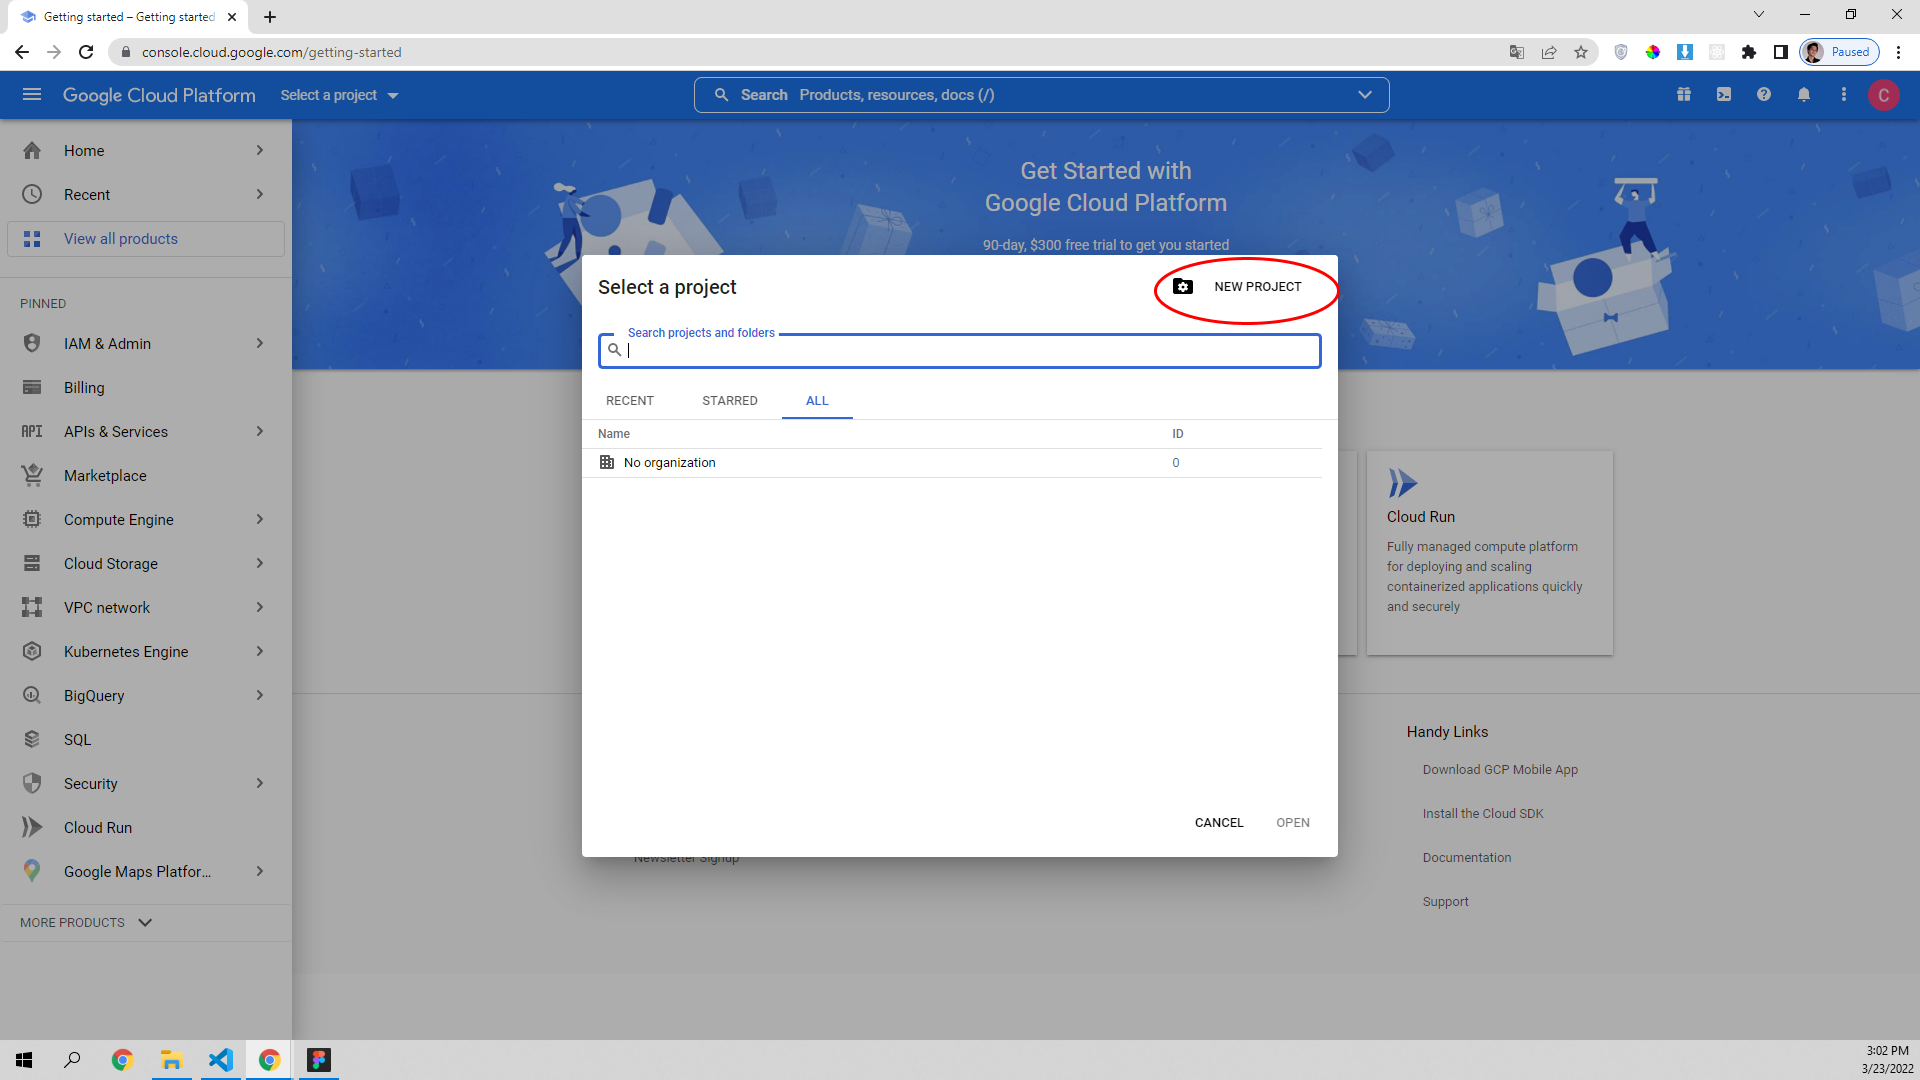 Getting started – Getting started
console.cloud.google.com/getting-started
Paused
Google Cloud Platform
Select a project
Search Products, resources, docs (/)
C
Home
Recent
View all products
PINNED
IAM & Admin
Billing
API
APIs & Services
Marketplace
Compute Engine
Cloud Storage
VPC network
Kubernetes Engine
BigQuery
SQL
Security
Cloud Run
Google Maps Platfor...
MORE PRODUCTS
Get Started with
Google Cloud Platform
90-day, $300 free trial to get you started
Select a project
NEW PROJECT
Search projects and folders
RECENT STARRED ALL
Name ID
No organization 0
CANCEL OPEN
Newsletter Signup
Cloud Run
Fully managed compute platform
for deploying and scaling
containerized applications quickly
and securely
Handy Links
Download GCP Mobile App
Install the Cloud SDK
Documentation
Support
3:02 PM
3/23/2022